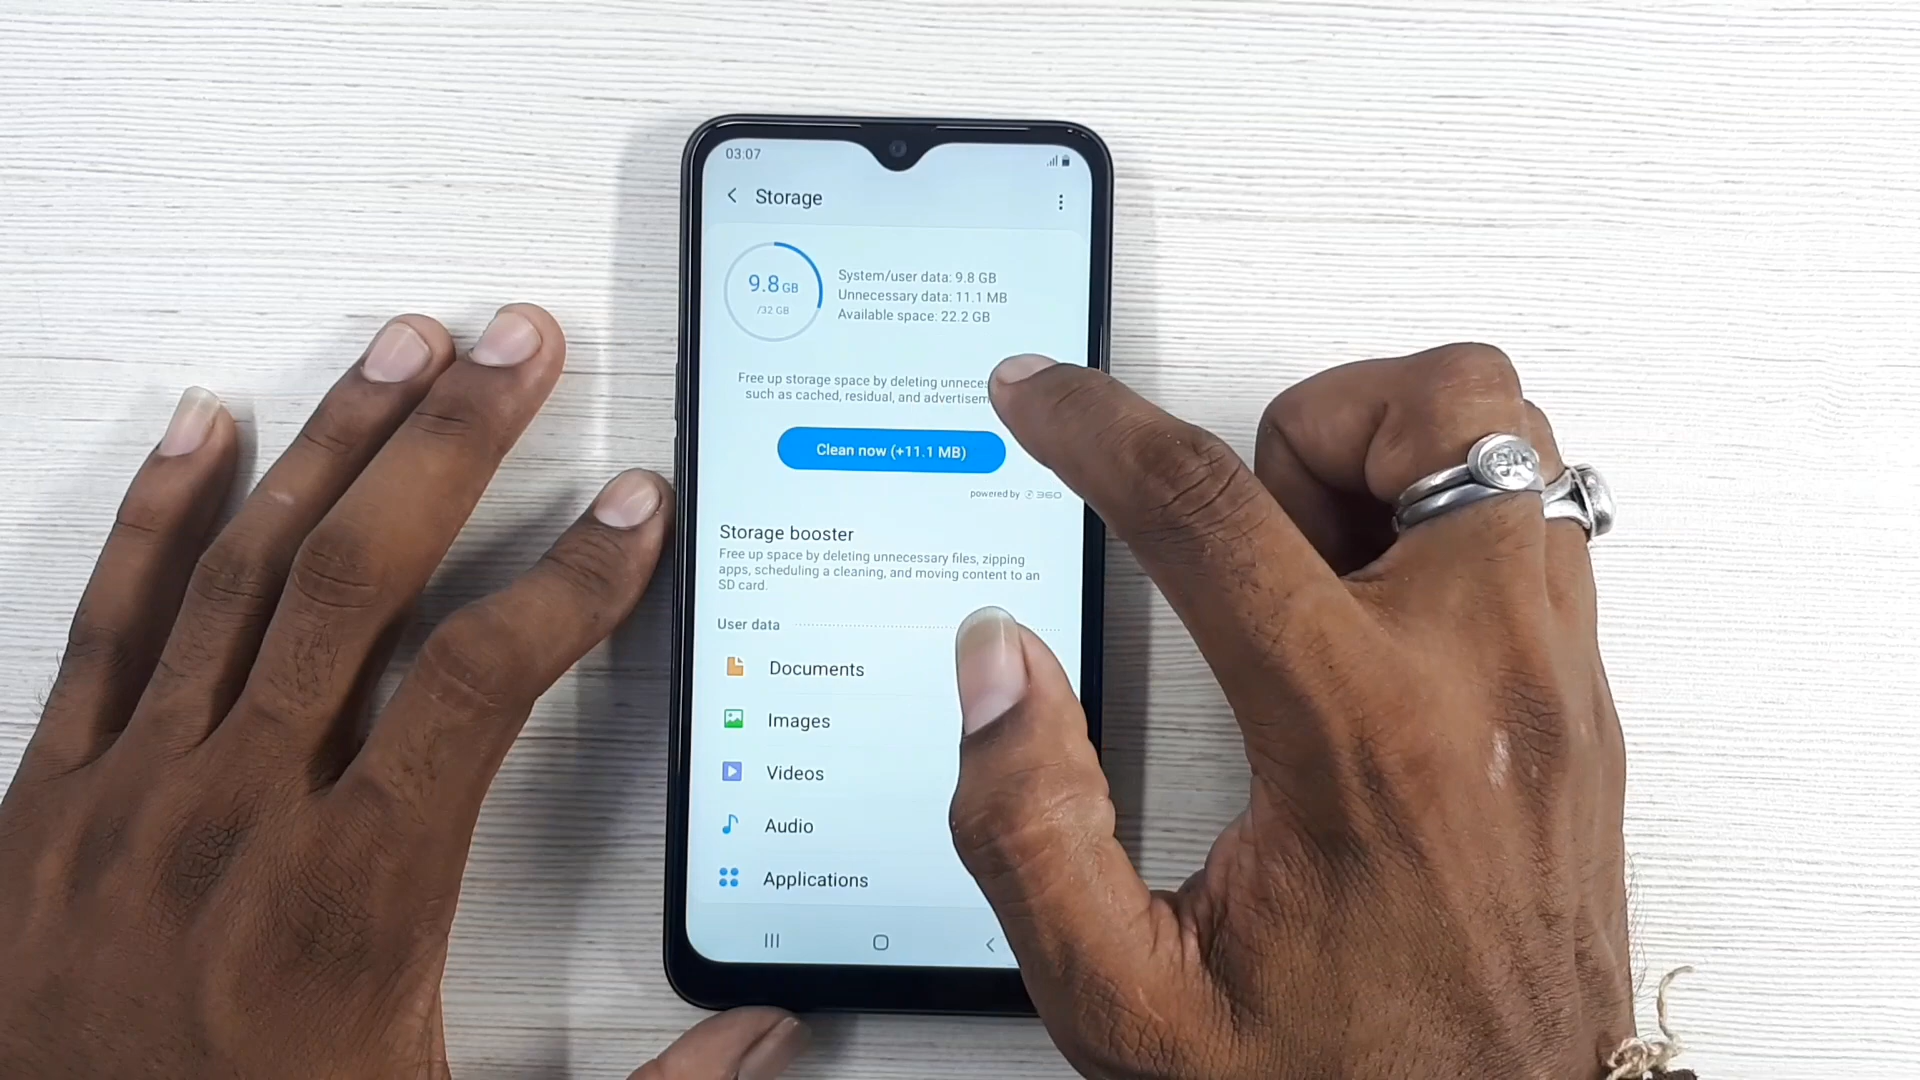 03:07
Storage
9.8 GB
/32 GB
System/user data: 9.8 GB
Unnecessary data: 11.1 MB
Available space: 22.2 GB
Free up storage space by deleting
such as cached, residual, and
Clean now (+11.1 MB)
powered by 360
Storage booster
Free up space by deleting unnecessary files, zipping
apps, scheduling a cleaning, and moving content to an
SD card.
User data
Documents
Images
Videos
Audio
Applications